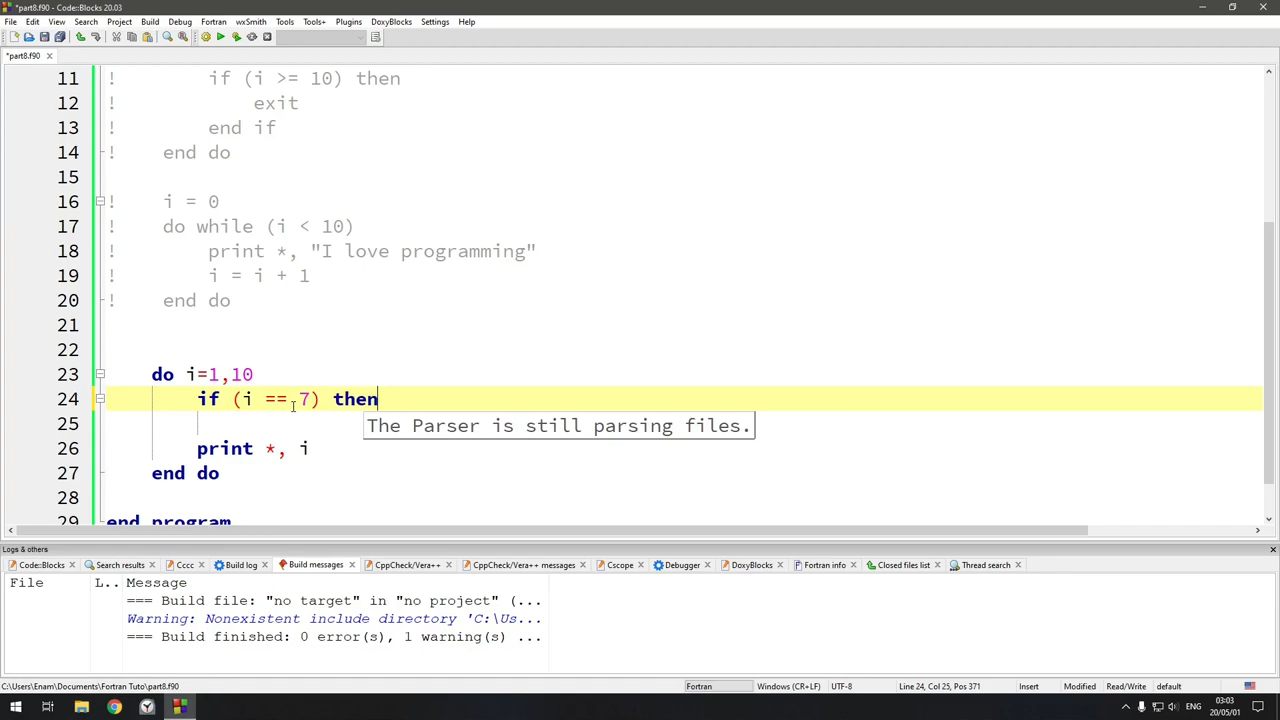 *part8.f90 - Code::Blocks 20.03
File Edit View Search Project Build Debug Fortran wxSmith Tools Tools+ Plugins DoxyBlocks Settings Help
*part8.f90
11 !       if (i >= 10) then
12 !           exit
13 !       end if
14 !    end do
15
16 !    i = 0
17 !    do while (i < 10)
18 !        print *, "I love programming"
19 !        i = i + 1
20 !    end do
21
22
23     do i=1,10
24         if (i == 7) then
25 The Parser is still parsing files.
26         print *, i
27     end do
28
29 end program
Logs & others
Code::Blocks Search results Cccc Build log Build messages CppCheck/Vera++ CppCheck/Vera++ messages Cscope Debugger DoxyBlocks Fortran info Closed files list Thread search
File L.. Message
=== Build file: "no target" in "no project" (...
Warning: Nonexistent include directory 'C:\Us...
=== Build finished: 0 error(s), 1 warning(s) ...
C:\Users\Enam\Documents\Fortran Tuto\part8.f90 Fortran Windows (CR+LF) UTF-8 Line 24, Col 25, Pos 371 Insert Modified Read/Write default
ENG 03:03 20/05/01